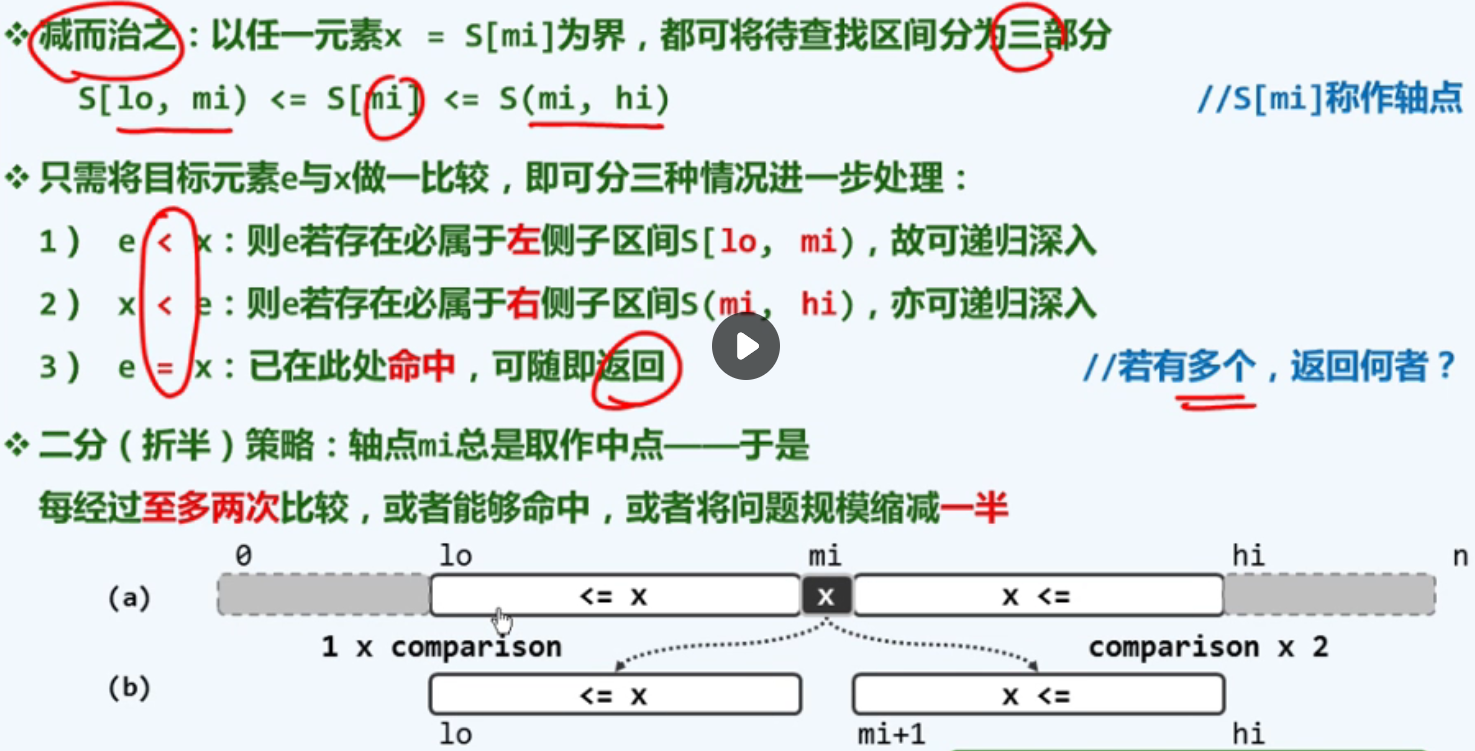 ❖ 减而治之：以任一元素x = S[mi]为界，都可将待查找区间分为三部分
S[lo, mi) <= S[mi] <= S(mi, hi) //S[mi]称作轴点
❖ 只需将目标元素e与x做一比较，即可分三种情况进一步处理：
1） e < x：则e若存在必属于左侧子区间S[lo, mi)，故可递归深入
2） x < e：则e若存在必属于右侧子区间S(mi, hi)，亦可递归深入
3） e = x：已在此处命中，可随即返回 //若有多个，返回何者？
❖ 二分（折半）策略：轴点mi总是取作中点——于是
每经过至多两次比较，或者能够命中，或者将问题规模缩减一半
0 lo mi hi n
(a) <= x x x <=
1 x comparison comparison x 2
(b) <= x x <=
lo mi+1 hi